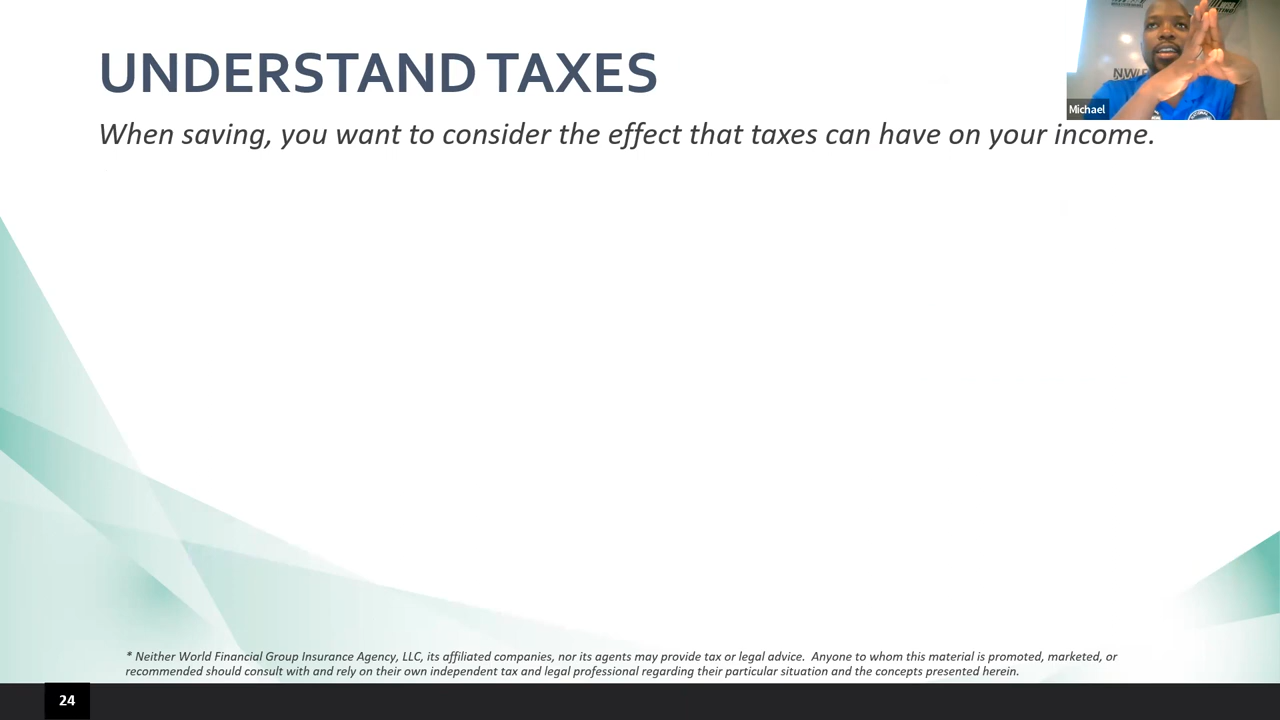 UNDERSTAND TAXES
When saving, you want to consider the effect that taxes can have on your income.
Michael
* Neither World Financial Group Insurance Agency, LLC, its affiliated companies, nor its agents may provide tax or legal advice.  Anyone to whom this material is promoted, marketed, or
recommended should consult with and rely on their own independent tax and legal professional regarding their particular situation and the concepts presented herein.
24